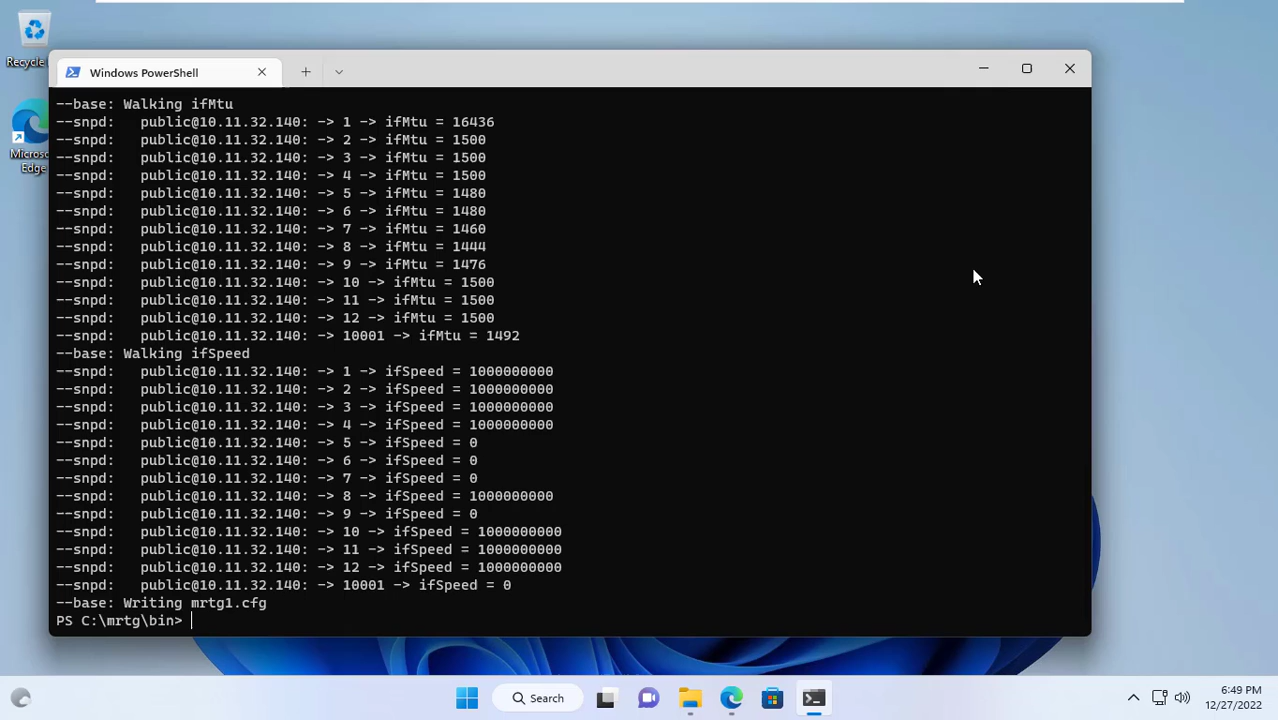 Recycle
Microsoft
Edge
Windows PowerShell
--base: Walking ifMtu
--snpd:   public@10.11.32.140: -> 1 -> ifMtu = 16436
--snpd:   public@10.11.32.140: -> 2 -> ifMtu = 1500
--snpd:   public@10.11.32.140: -> 3 -> ifMtu = 1500
--snpd:   public@10.11.32.140: -> 4 -> ifMtu = 1500
--snpd:   public@10.11.32.140: -> 5 -> ifMtu = 1480
--snpd:   public@10.11.32.140: -> 6 -> ifMtu = 1480
--snpd:   public@10.11.32.140: -> 7 -> ifMtu = 1460
--snpd:   public@10.11.32.140: -> 8 -> ifMtu = 1444
--snpd:   public@10.11.32.140: -> 9 -> ifMtu = 1476
--snpd:   public@10.11.32.140: -> 10 -> ifMtu = 1500
--snpd:   public@10.11.32.140: -> 11 -> ifMtu = 1500
--snpd:   public@10.11.32.140: -> 12 -> ifMtu = 1500
--snpd:   public@10.11.32.140: -> 10001 -> ifMtu = 1492
--base: Walking ifSpeed
--snpd:   public@10.11.32.140: -> 1 -> ifSpeed = 1000000000
--snpd:   public@10.11.32.140: -> 2 -> ifSpeed = 1000000000
--snpd:   public@10.11.32.140: -> 3 -> ifSpeed = 1000000000
--snpd:   public@10.11.32.140: -> 4 -> ifSpeed = 1000000000
--snpd:   public@10.11.32.140: -> 5 -> ifSpeed = 0
--snpd:   public@10.11.32.140: -> 6 -> ifSpeed = 0
--snpd:   public@10.11.32.140: -> 7 -> ifSpeed = 0
--snpd:   public@10.11.32.140: -> 8 -> ifSpeed = 1000000000
--snpd:   public@10.11.32.140: -> 9 -> ifSpeed = 0
--snpd:   public@10.11.32.140: -> 10 -> ifSpeed = 1000000000
--snpd:   public@10.11.32.140: -> 11 -> ifSpeed = 1000000000
--snpd:   public@10.11.32.140: -> 12 -> ifSpeed = 1000000000
--snpd:   public@10.11.32.140: -> 10001 -> ifSpeed = 0
--base: Writing mrtg1.cfg
PS C:\mrtg\bin>
Search
6:49 PM
12/27/2022